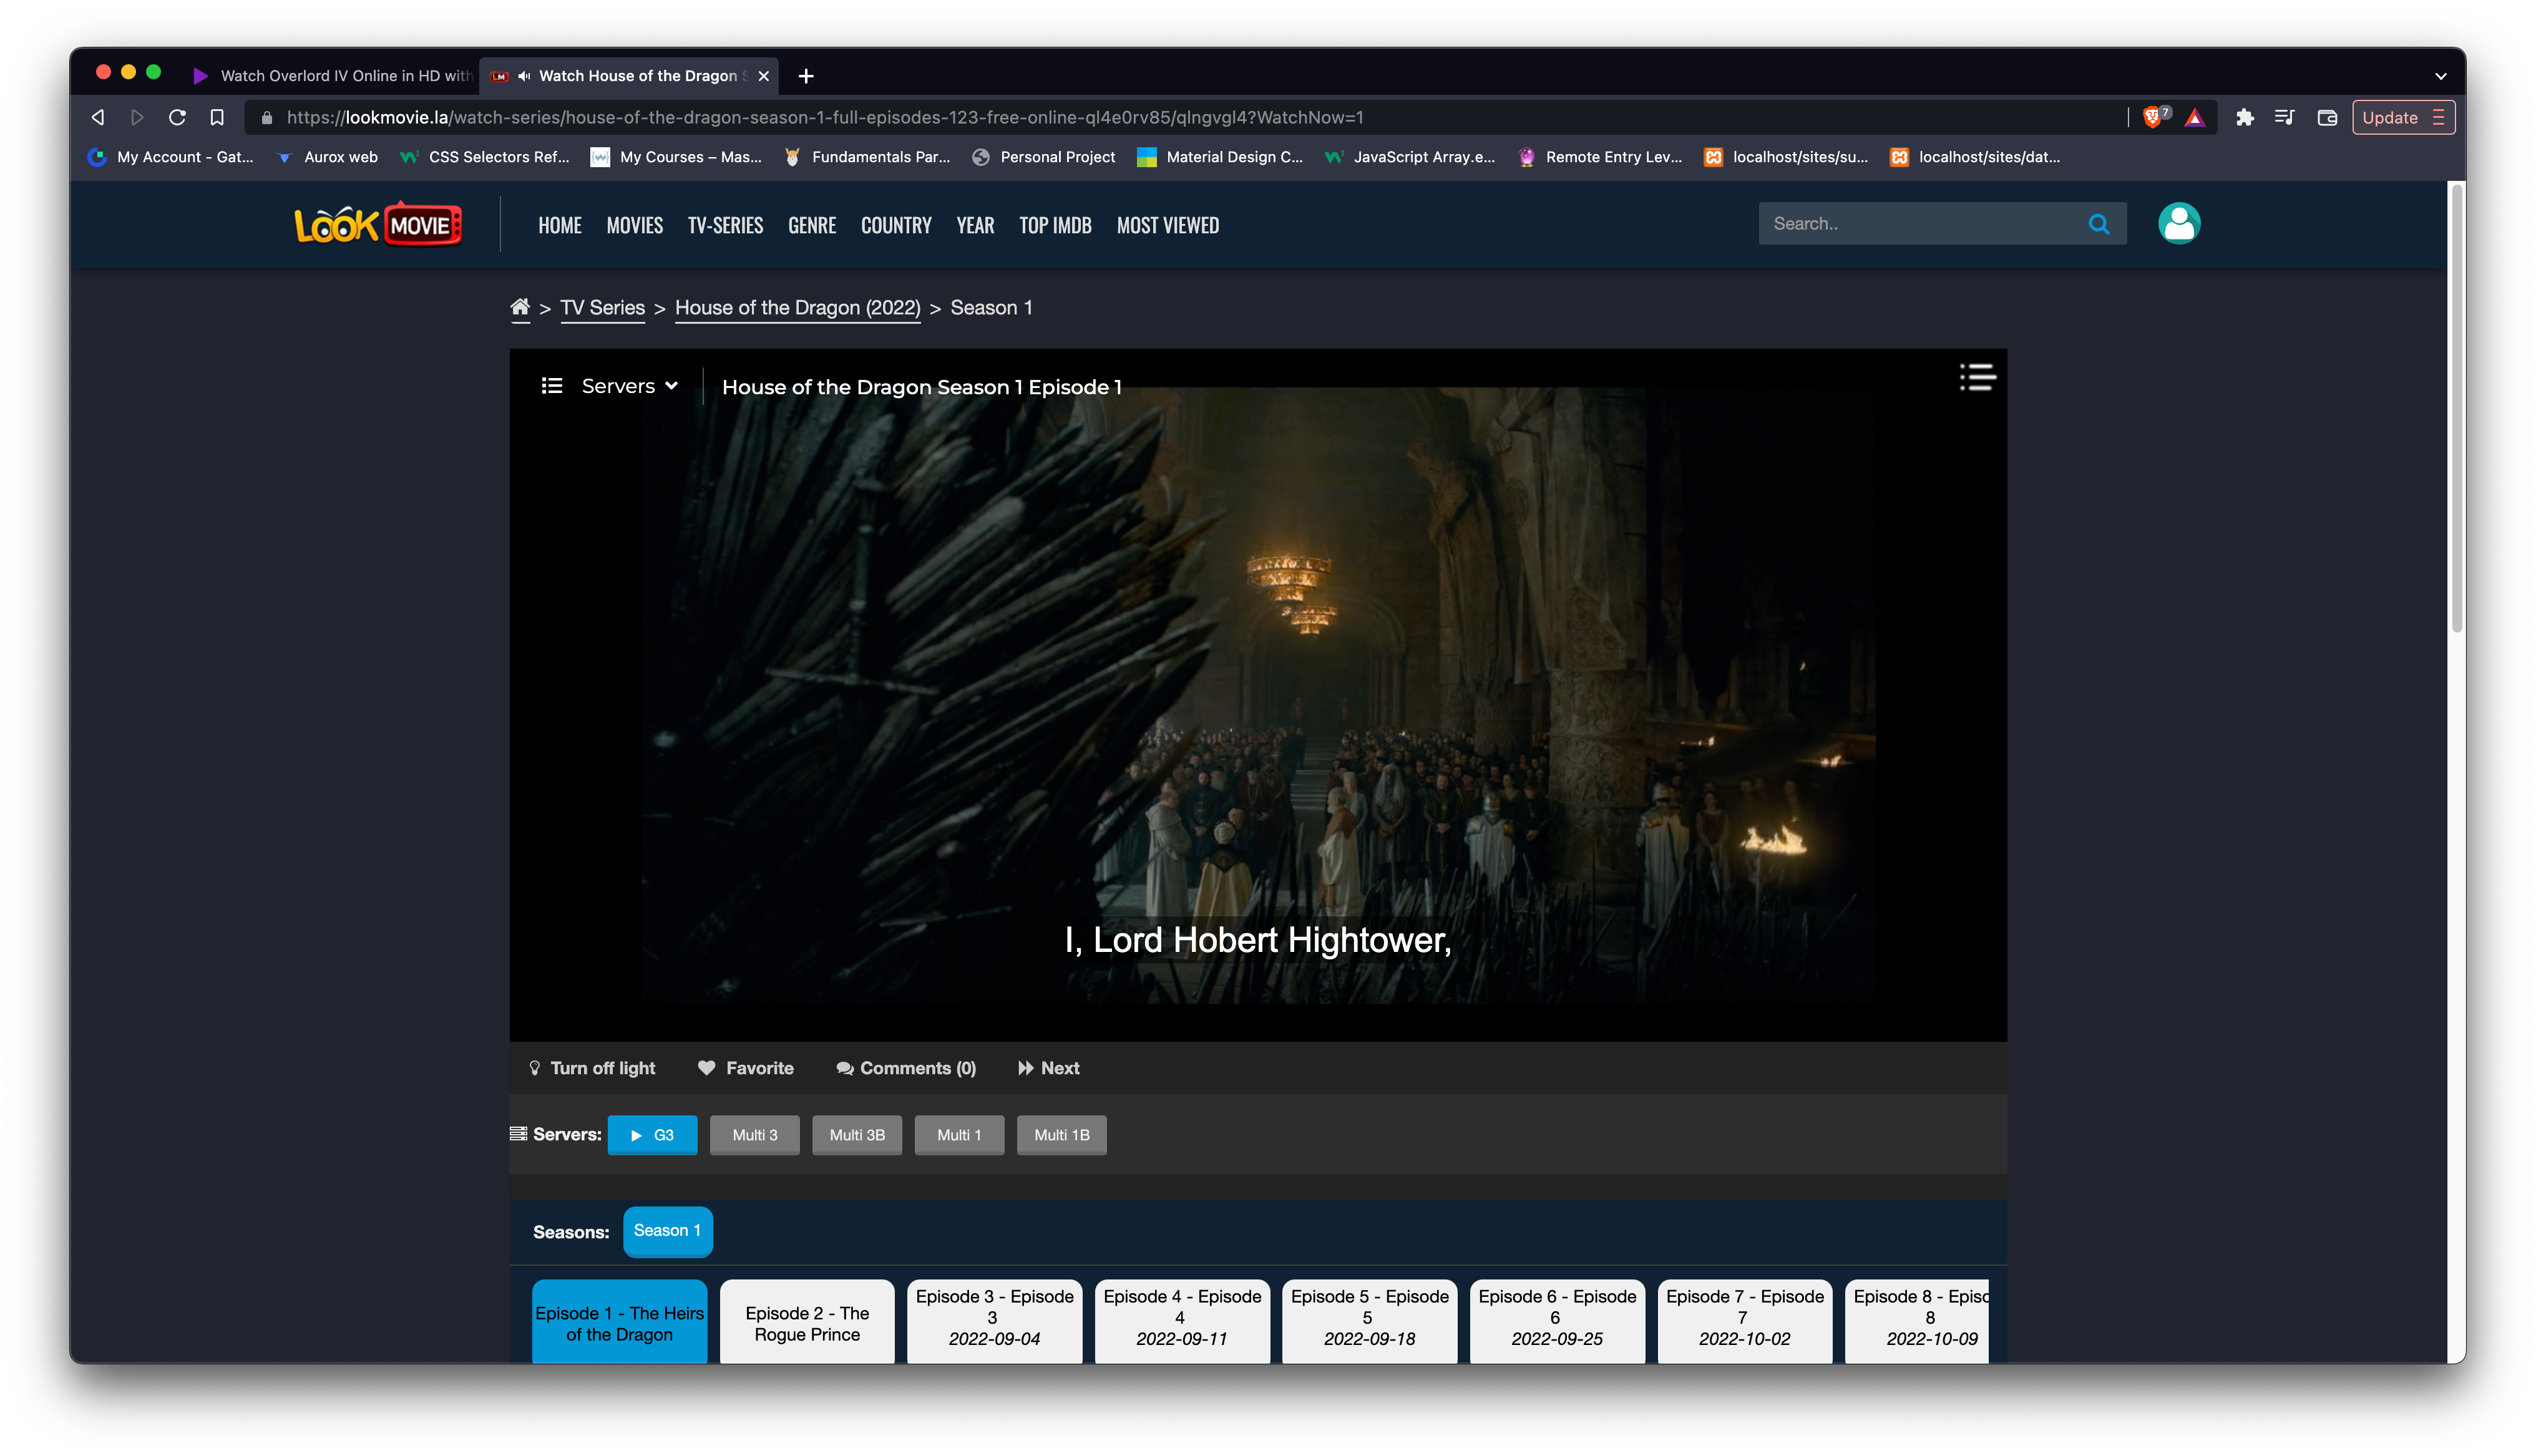 Watch Overlord IV Online in HD with
LM Watch House of the Dragon S
https://lookmovie.la/watch-series/house-of-the-dragon-season-1-full-episodes-123-free-online-ql4e0rv85/qlngvgl4?WatchNow=1
7
Update
My Account - Gat...
Aurox web
CSS Selectors Ref...
My Courses – Mas...
Fundamentals Par...
Personal Project
Material Design C...
JavaScript Array.e...
Remote Entry Lev...
localhost/sites/su...
localhost/sites/dat...
LOOK MOVIE
HOME
MOVIES
TV-SERIES
GENRE
COUNTRY
YEAR
TOP IMDB
MOST VIEWED
Search..
> TV Series > House of the Dragon (2022) > Season 1
Servers
House of the Dragon Season 1 Episode 1
I, Lord Hobert Hightower,
Turn off light
Favorite
Comments (0)
Next
Servers:
G3
Multi 3
Multi 3B
Multi 1
Multi 1B
Seasons:
Season 1
Episode 1 - The Heirs
of the Dragon
Episode 2 - The
Rogue Prince
Episode 3 - Episode
3
2022-09-04
Episode 4 - Episode
4
2022-09-11
Episode 5 - Episode
5
2022-09-18
Episode 6 - Episode
6
2022-09-25
Episode 7 - Episode
7
2022-10-02
Episode 8 - Episo
8
2022-10-09